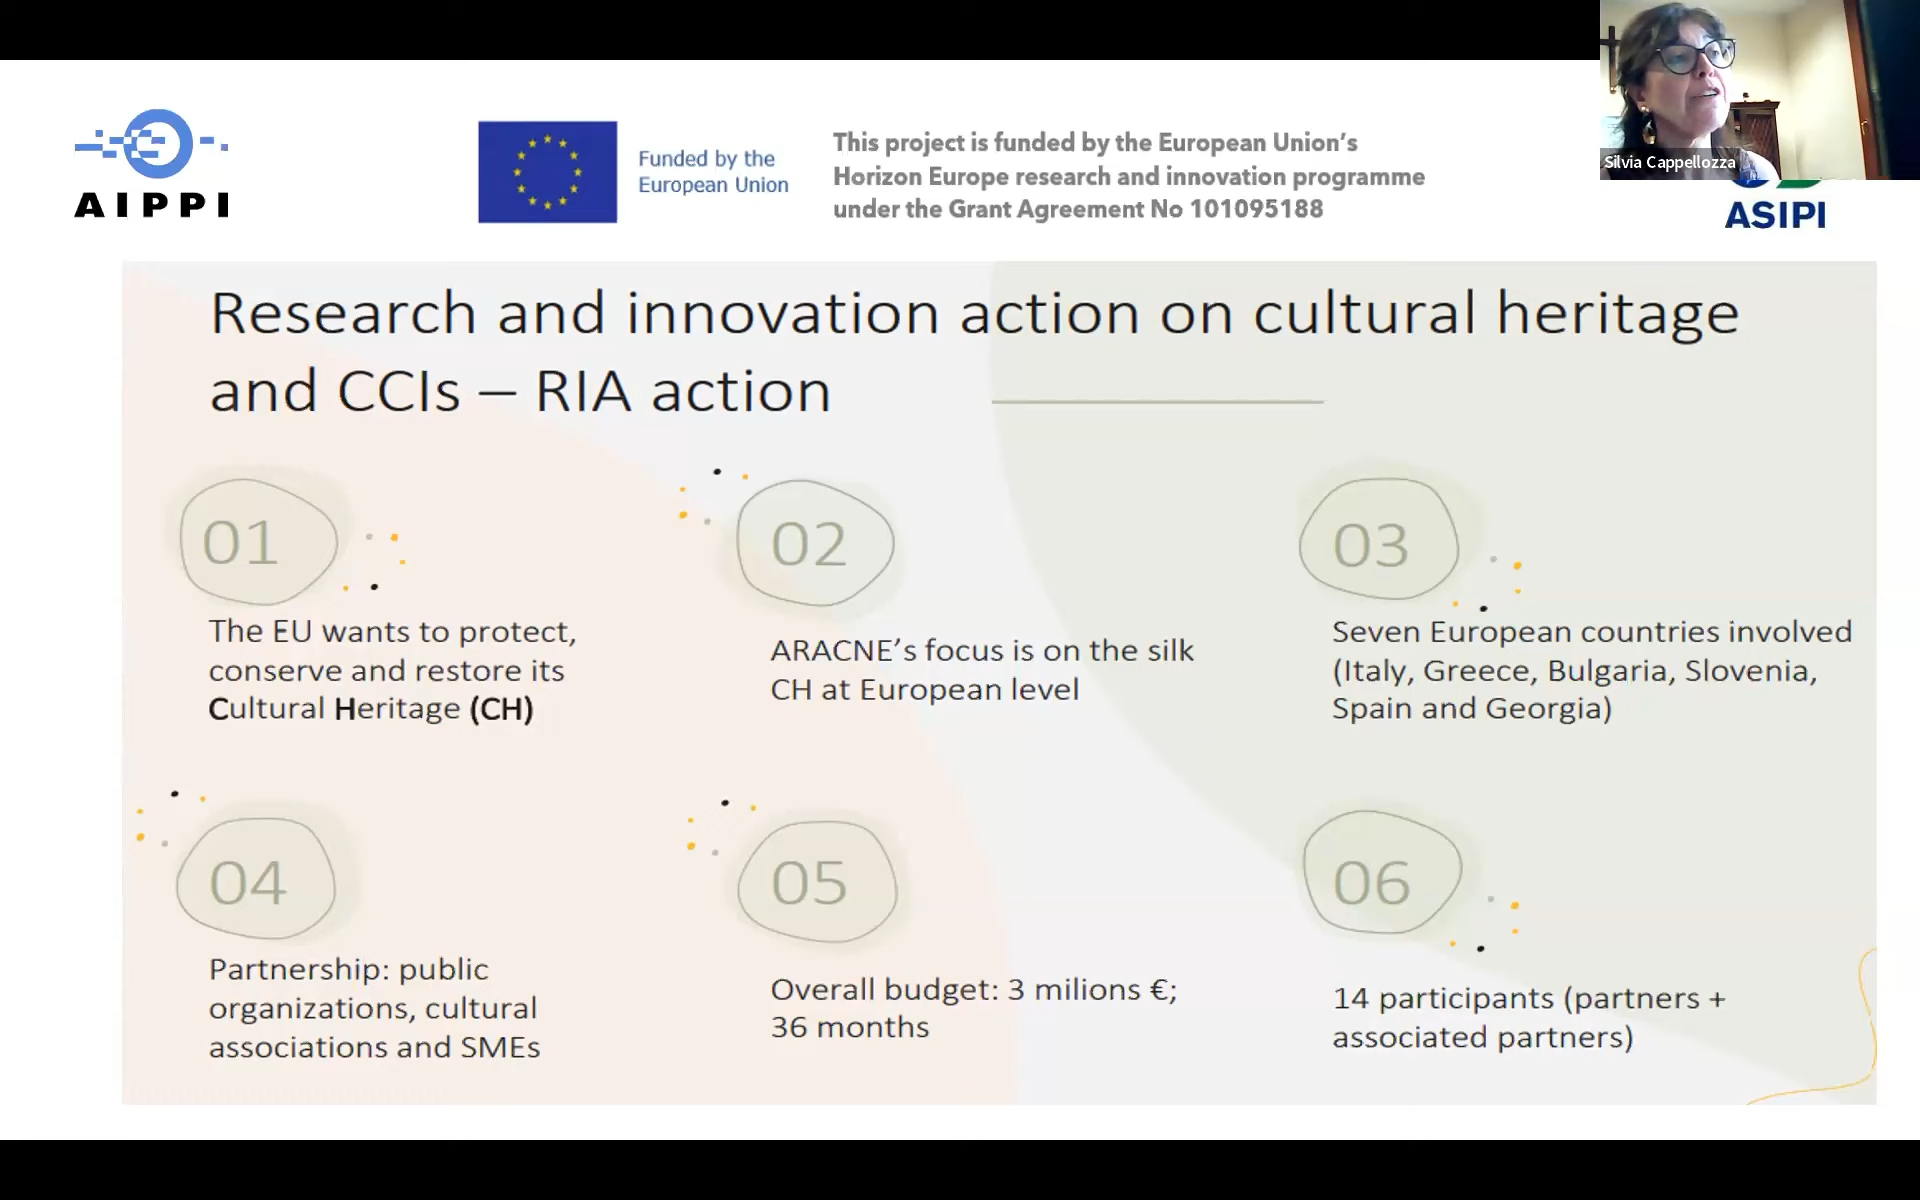 AIPPI
Funded by the
European Union
This project is funded by the European Union's
Horizon Europe research and innovation programme
under the Grant Agreement No 101095188
Silvia Cappellozza
ASIPI
Research and innovation action on cultural heritage
and CCIs – RIA action
01
The EU wants to protect,
conserve and restore its
Cultural Heritage (CH)
02
ARACNE's focus is on the silk
CH at European level
03
Seven European countries involved
(Italy, Greece, Bulgaria, Slovenia,
Spain and Georgia)
04
Partnership: public
organizations, cultural
associations and SMEs
05
Overall budget: 3 milions €;
36 months
06
14 participants (partners +
associated partners)